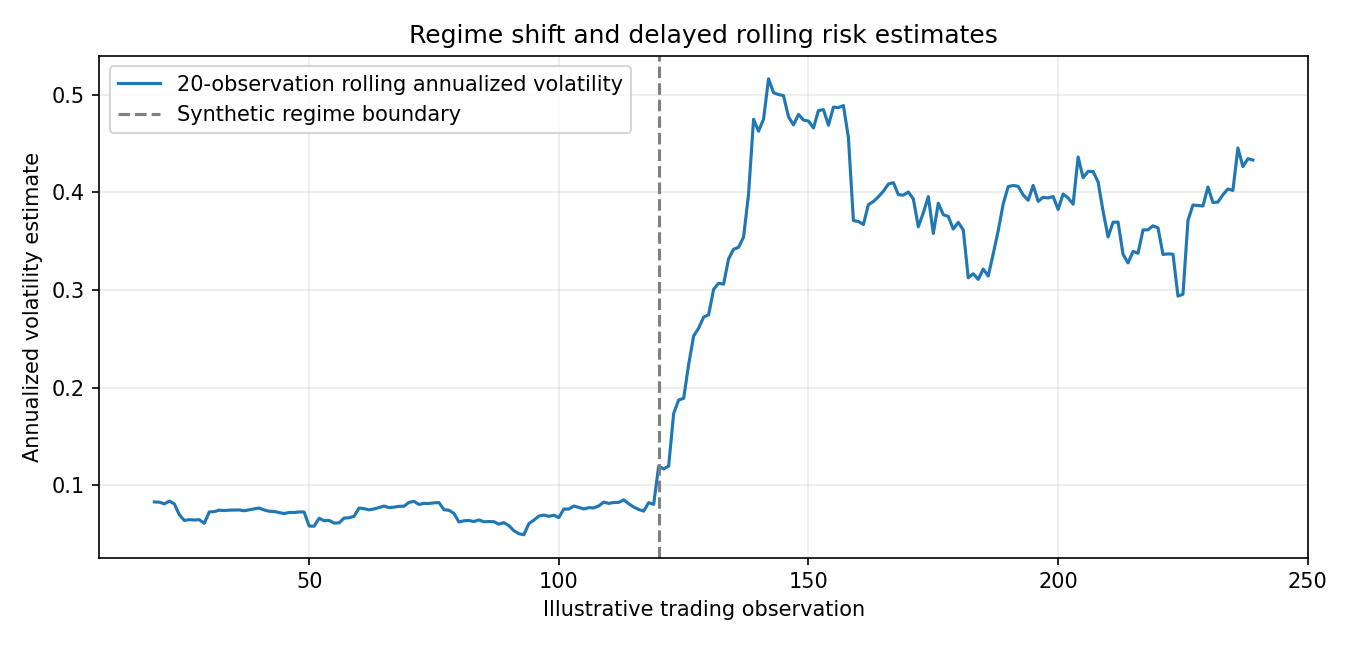 Regime shift and delayed rolling risk estimates
20-observation rolling annualized volatility
Synthetic regime boundary
Annualized volatility estimate
0.5
0.4
0.3
0.2
0.1
50
100
150
200
250
Illustrative trading observation